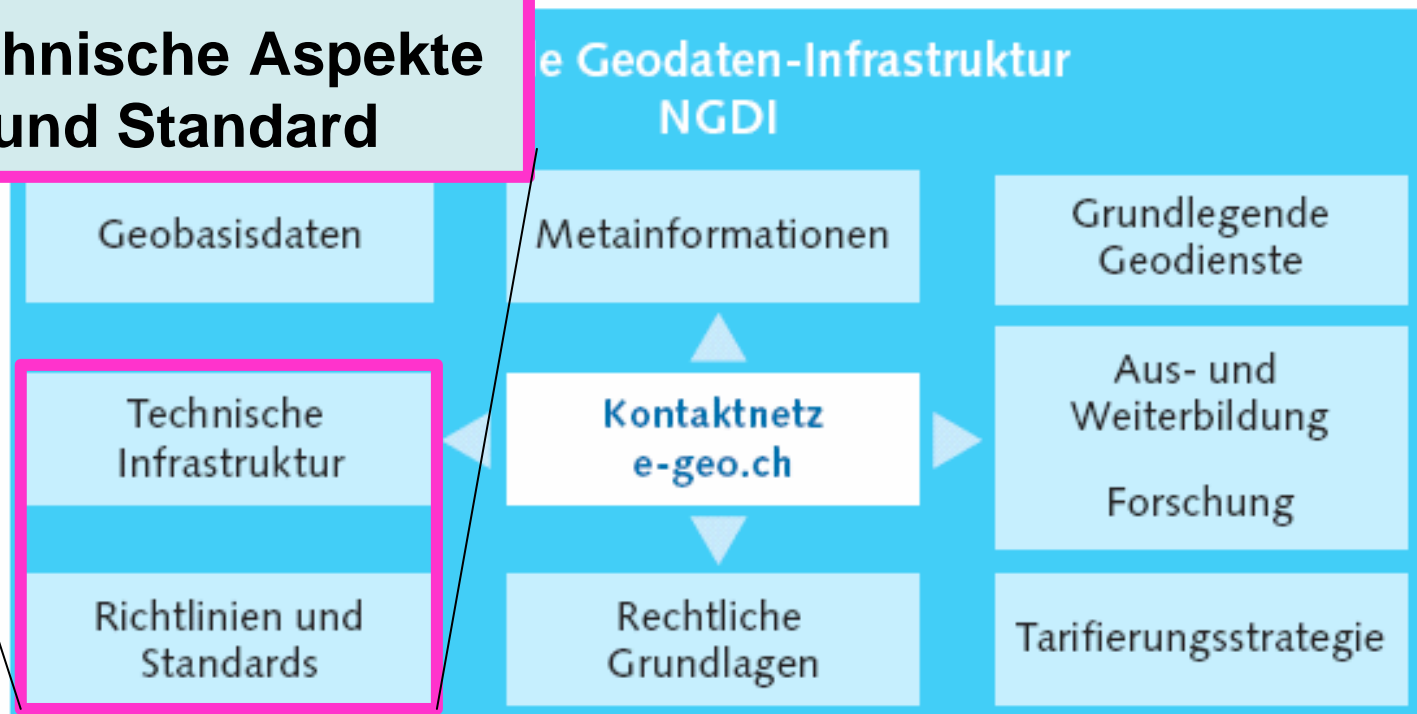 hnische Aspekte
und Standard
e Geodaten-Infrastruktur
NGDI
Geobasisdaten
Metainformationen
Grundlegende
Geodienste
Technische
Infrastruktur
Kontaktnetz
e-geo.ch
Aus- und
Weiterbildung
Forschung
Richtlinien und
Standards
Rechtliche
Grundlagen
Tarifierungsstrategie